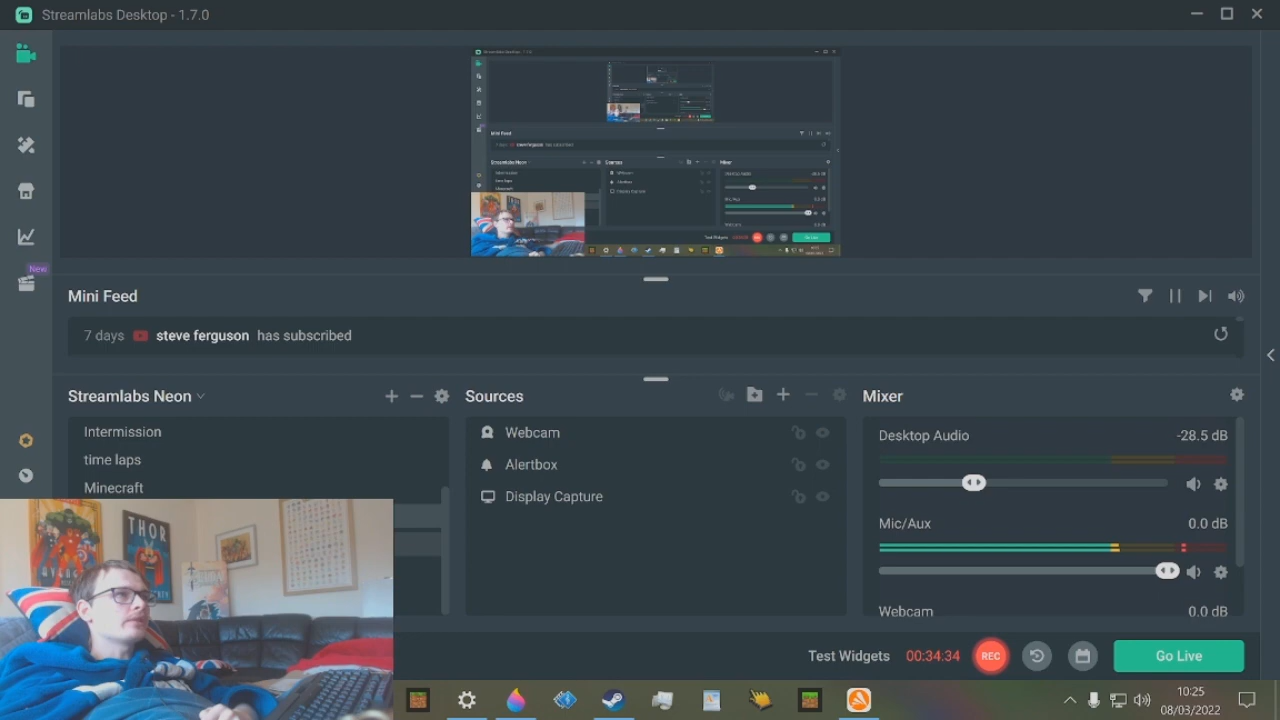 Streamlabs Desktop - 1.7.0
New
Mini Feed
7 days steve ferguson has subscribed
Streamlabs Neon
Sources
Mixer
Intermission
time laps
Minecraft
Webcam
Alertbox
Display Capture
Desktop Audio -28.5 dB
Mic/Aux 0.0 dB
Webcam 0.0 dB
Test Widgets 00:34:34 REC Go Live
THOR
AVENGERS
10:25
08/03/2022